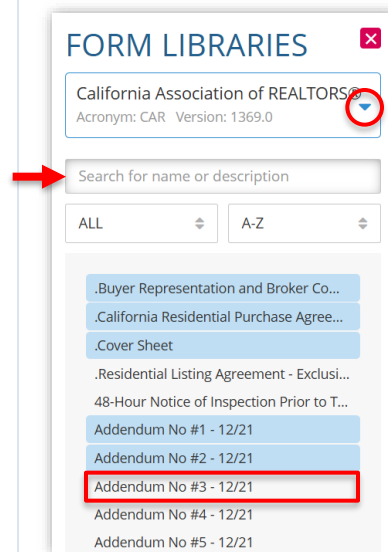 FORM LIBRARIES
California Association of REALTORS®
Acronym: CAR Version: 1369.0
Search for name or description
ALL A-Z
.Buyer Representation and Broker Co...
.California Residential Purchase Agree...
.Cover Sheet
.Residential Listing Agreement - Exclusi...
48-Hour Notice of Inspection Prior to T...
Addendum No #1 - 12/21
Addendum No #2 - 12/21
Addendum No #3 - 12/21
Addendum No #4 - 12/21
Addendum No #5 - 12/21